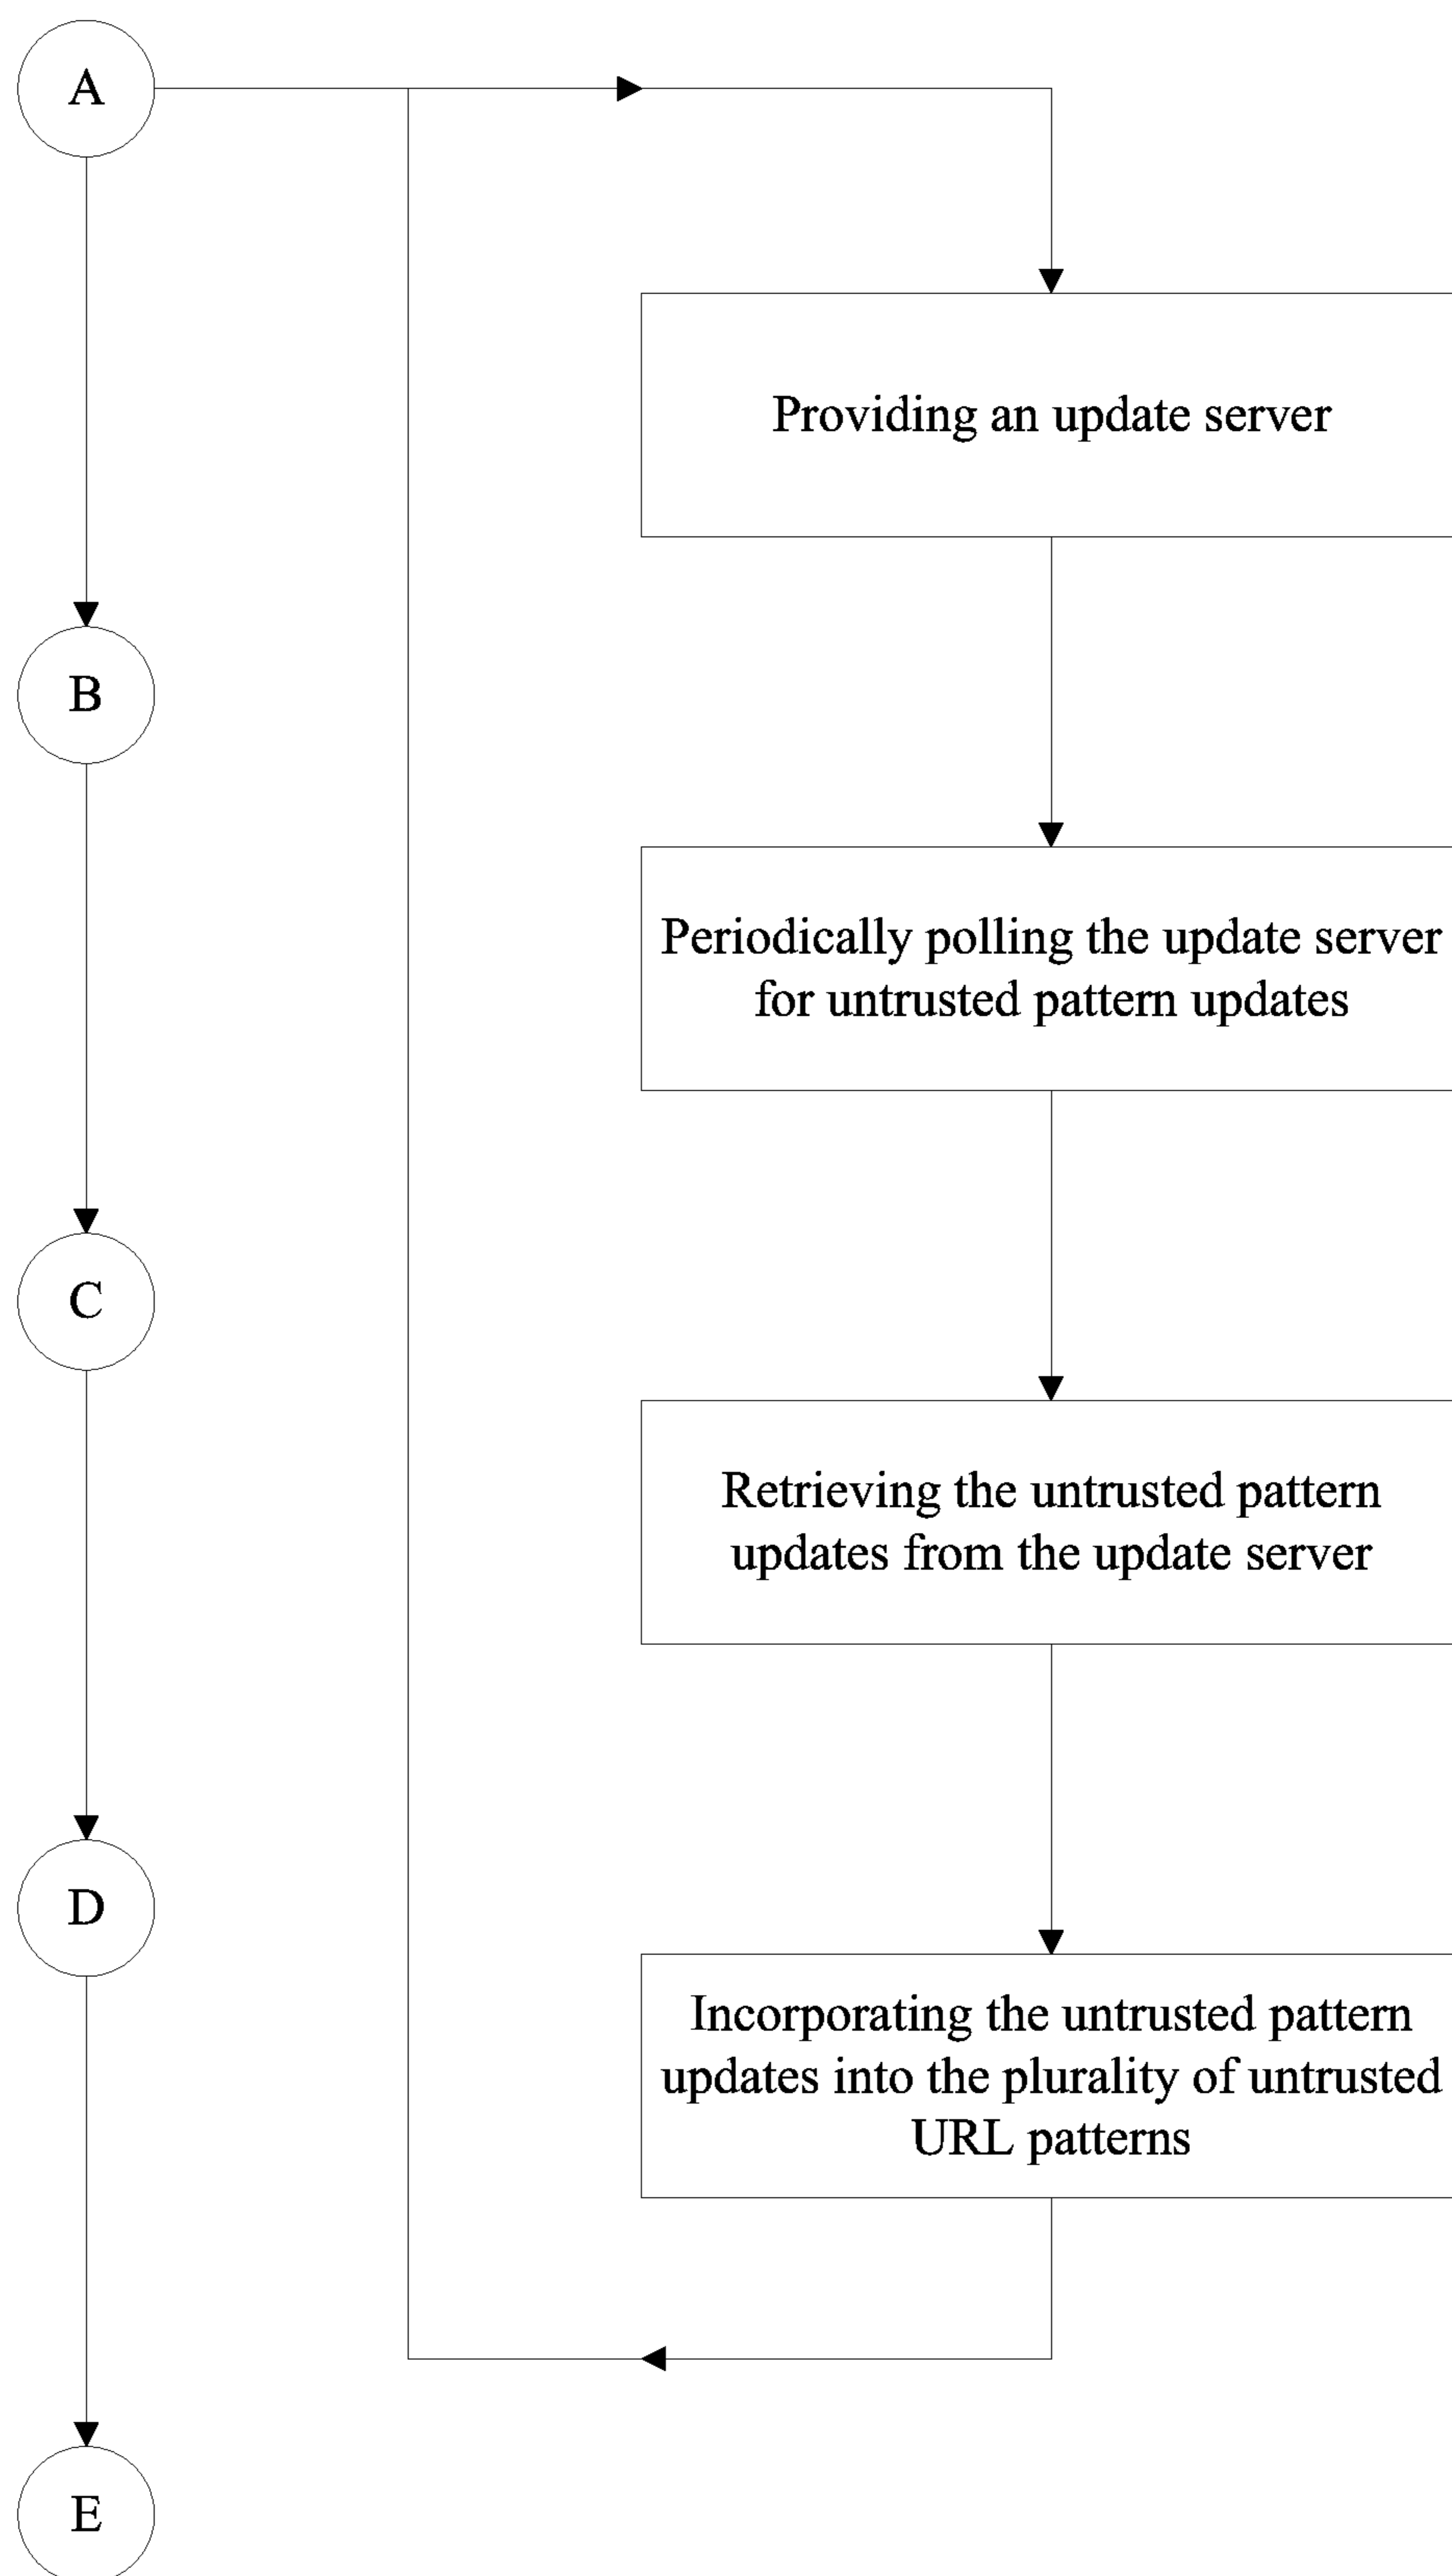 A
Providing an update server
B
Periodically polling the update server
for untrusted pattern updates
C
Retrieving the untrusted pattern
updates from the update server
D
Incorporating the untrusted pattern
updates into the plurality of untrusted
URL patterns
E